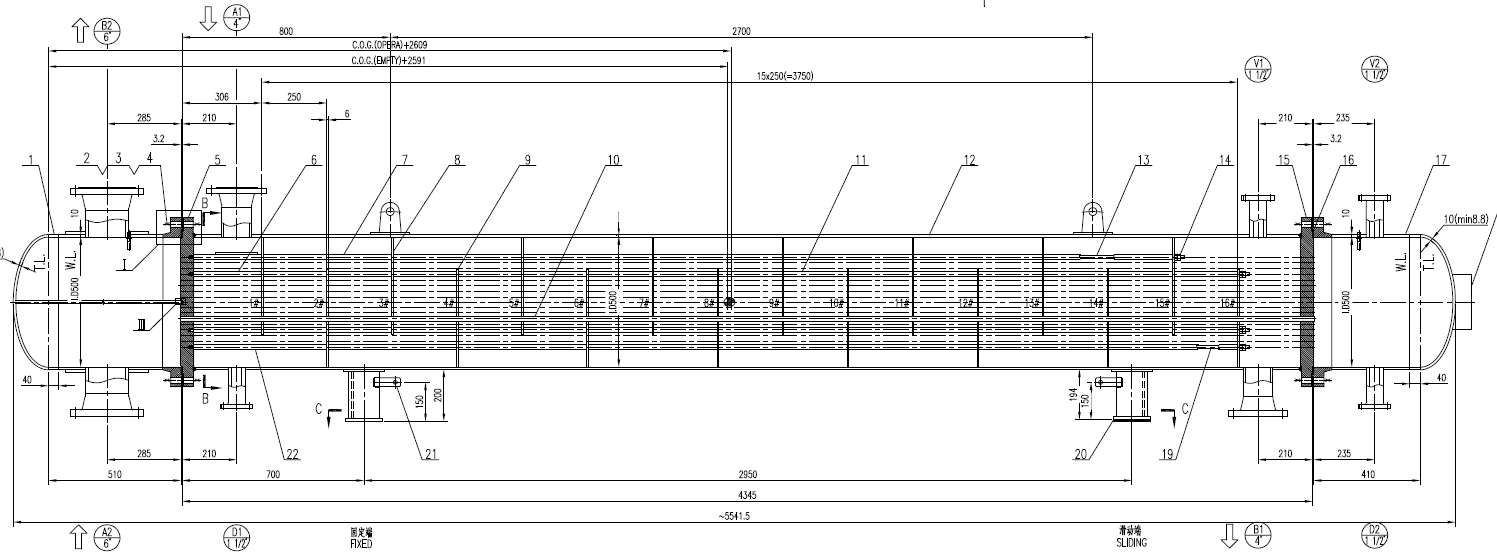 B2
6"
A1
4"
800
2700
C.O.G.(OPERA)+2609
C.O.G.(EMPTY)+2591
15x250(=3750)
V1
1 1/2"
V2
1 1/2"
306
250
6
285
210
210
235
3.2
3.2
1
2
3
4
5
6
7
8
9
10
11
12
13
14
15
16
17
B
10
10
10(min8.8)
T.L.
W.L.
I.D500
I
III
1#
2#
3#
4#
5#
6#
7#
8#
9#
10#
11#
12#
13#
14#
15#
16#
I.D500
I.D500
W.L.
T.L.
40
B
C
150
200
194
150
C
40
22
21
20
19
285
210
700
2950
210
235
510
410
4345
~5541.5
A2
6"
D1
1 1/2"
固定端
FIXED
滑动端
SLIDING
B1
4"
D2
1 1/2"